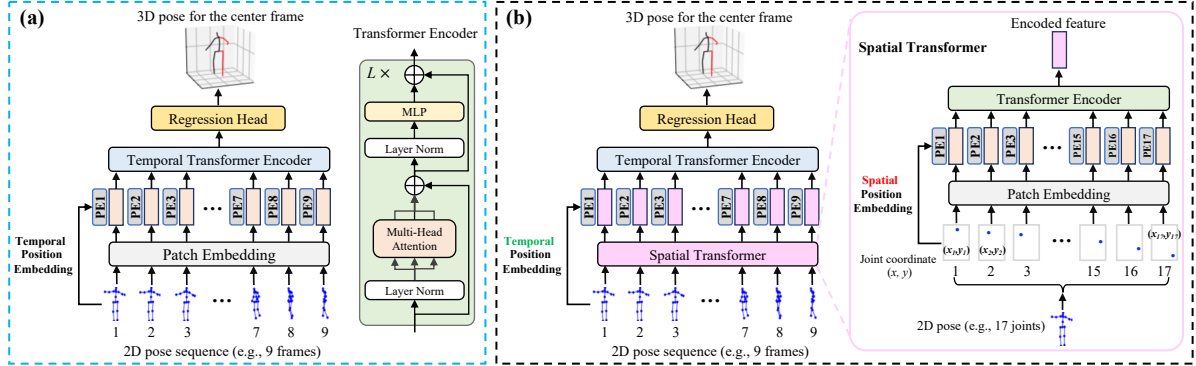 (a)
3D pose for the center frame
Regression Head
Temporal Transformer Encoder
PE1 PE2 PE3 ... PE7 PE8 PE9
Temporal
Position
Embedding
Patch Embedding
1 2 3 ... 7 8 9
2D pose sequence (e.g., 9 frames)
Transformer Encoder
L ×
MLP
Layer Norm
Multi-Head
Attention
Layer Norm
(b)
3D pose for the center frame
Regression Head
Temporal Transformer Encoder
PE1 PE2 PE3 ... PE7 PE8 PE9
Temporal
Position
Embedding
Spatial Transformer
1 2 3 ... 7 8 9
2D pose sequence (e.g., 9 frames)
Encoded feature
Spatial Transformer
Transformer Encoder
PE1 PE2 PE3 ... PE15 PE16 PE17
Spatial
Position
Embedding
Patch Embedding
(x1,y1) (x2,y2) ... (x17,y17)
Joint coordinate
(x, y)
1 2 3 15 16 17
2D pose (e.g., 17 joints)